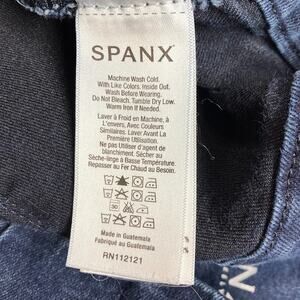 SPANX
Machine Wash Cold.
With Like Colors. Inside Out.
Wash Before Wearing.
Do Not Bleach. Tumble Dry Low.
Warm Iron If Needed.
Laver à Froid en Machine, à
L'envers, Avec Couleurs
Similaires. Laver Avant La
Première Utilisation.
Ne Pas Utiliser d'agent de
blanchiment. Sécher au
Sèche-linge à Basse Température.
Repasser au Fer Chaud au Besoin.
30
Made in Guatemala
Fabriqué au Guatemala
RN112121
N